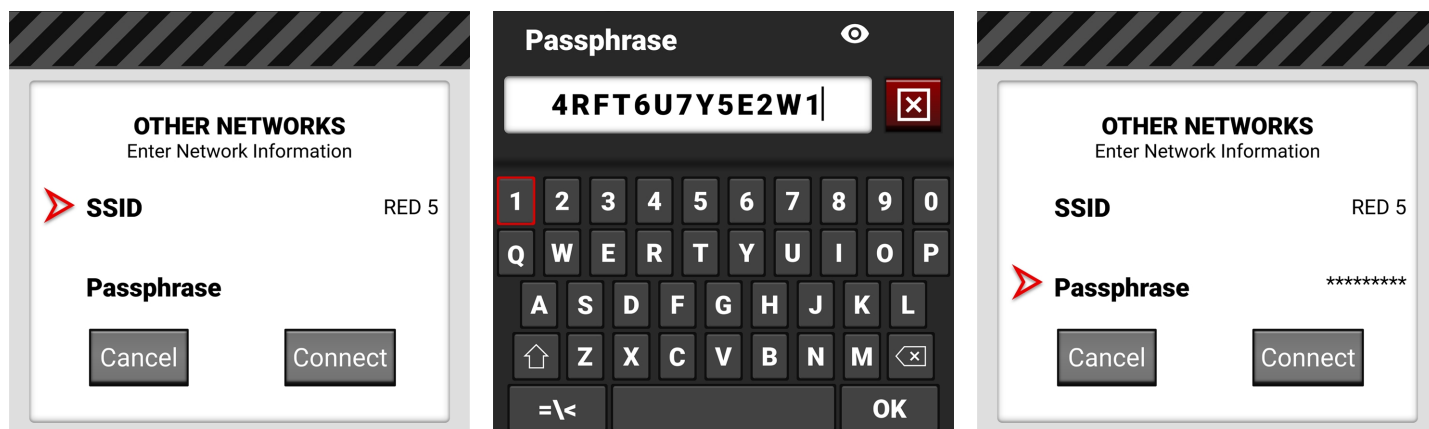 OTHER NETWORKS
Enter Network Information
SSID RED 5
Passphrase
Cancel Connect
Passphrase
4RFT6U7Y5E2W1
1 2 3 4 5 6 7 8 9 0
Q W E R T Y U I O P
A S D F G H J K L
Z X C V B N M
=\< OK
OTHER NETWORKS
Enter Network Information
SSID RED 5
Passphrase *********
Cancel Connect